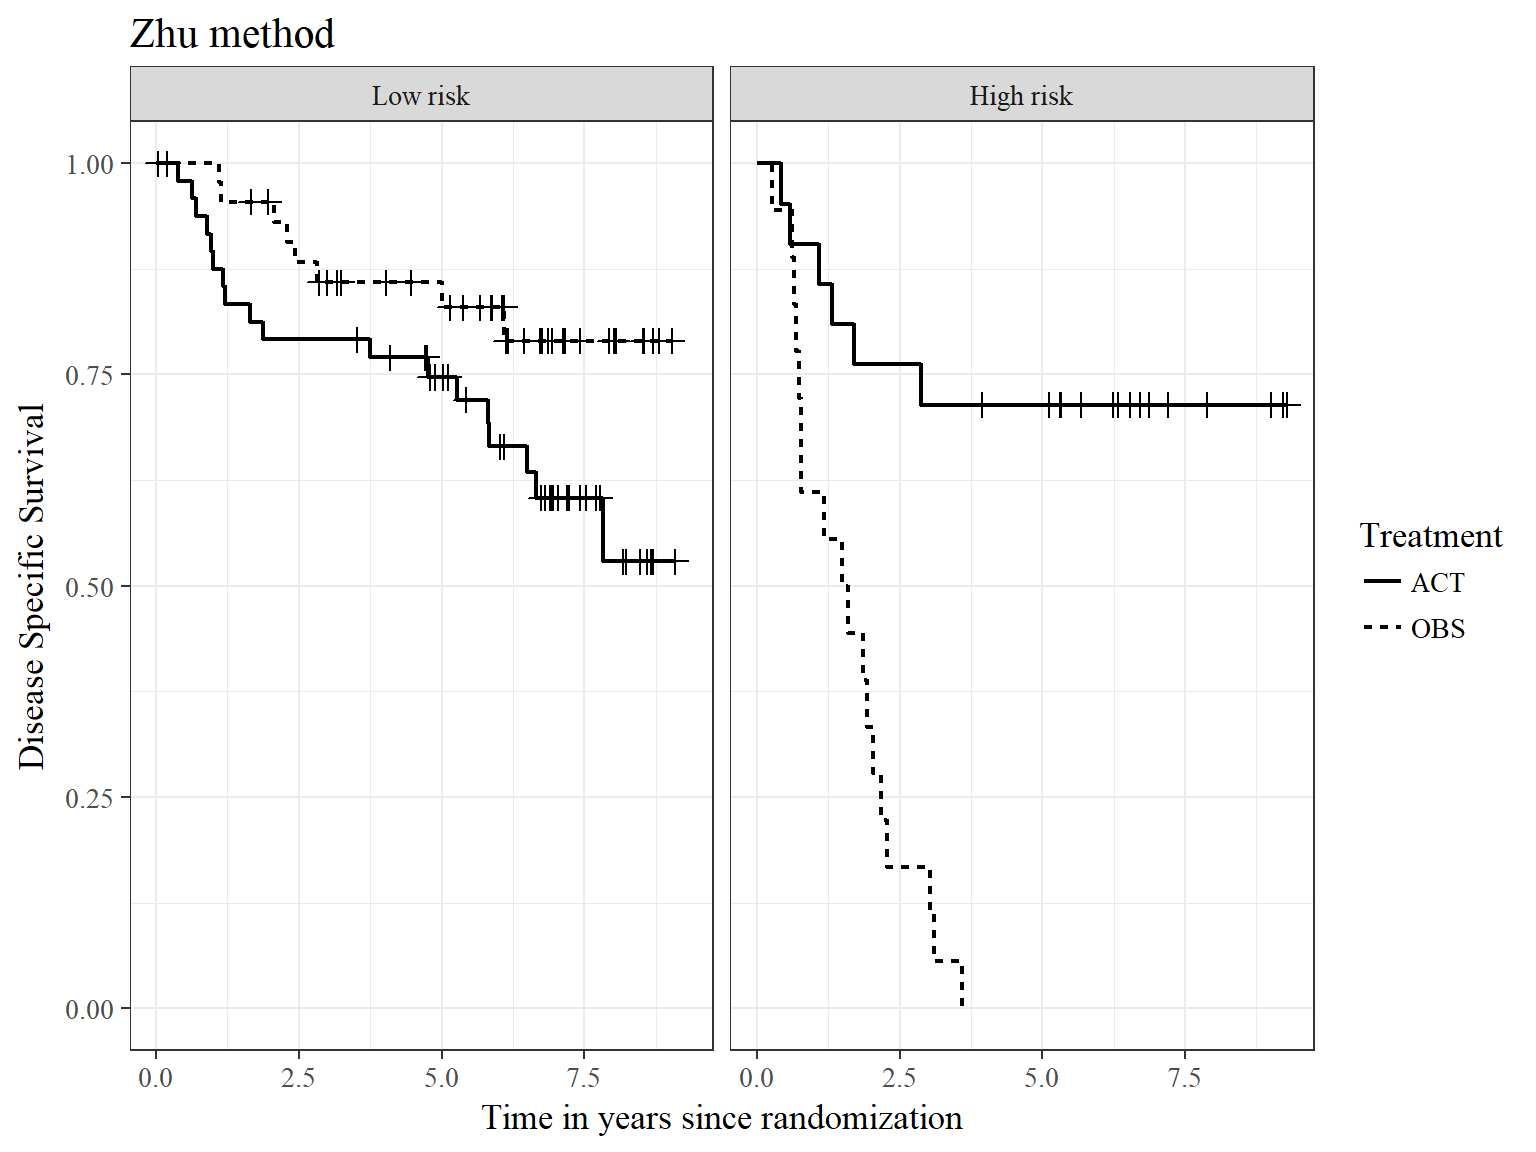 Zhu method
Low risk
High risk
Disease Specific Survival
1.00
0.75
0.50
0.25
0.00
0.0 2.5 5.0 7.5
0.0 2.5 5.0 7.5
Time in years since randomization
Treatment
ACT
OBS